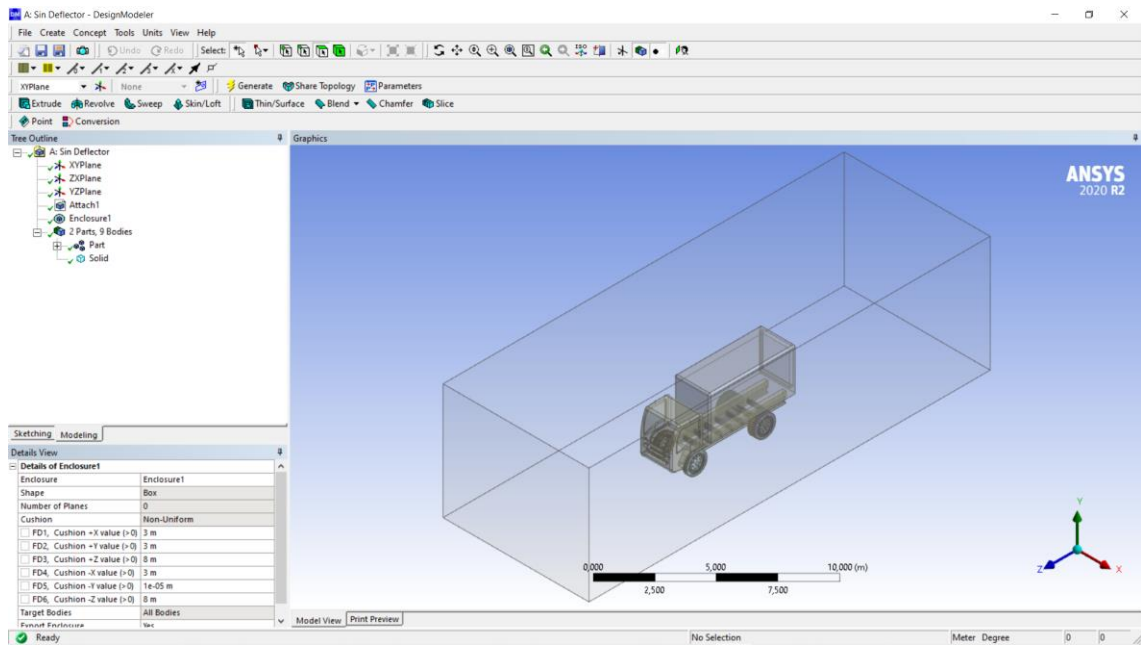 A: Sin Deflector - DesignModeler
File Create Concept Tools Units View Help
Undo Redo Select:
XYPlane None Generate Share Topology Parameters
Extrude Revolve Sweep Skin/Loft Thin/Surface Blend Chamfer Slice
Point Conversion
Tree Outline
A: Sin Deflector
XYPlane
ZXPlane
YZPlane
Attach1
Enclosure1
2 Parts, 9 Bodies
Part
Solid
Sketching Modeling
Details View
Details of Enclosure1
Enclosure Enclosure1
Shape Box
Number of Planes 0
Cushion Non-Uniform
FD1, Cushion +X value (>0) 3 m
FD2, Cushion +Y value (>0) 3 m
FD3, Cushion +Z value (>0) 8 m
FD4, Cushion -X value (>0) 3 m
FD5, Cushion -Y value (>0) 1e-05 m
FD6, Cushion -Z value (>0) 8 m
Target Bodies All Bodies
Export Enclosure Yes
Graphics
ANSYS
2020 R2
0,000 5,000 10,000 (m)
2,500 7,500
Y
Z X
Model View Print Preview
Ready No Selection Meter Degree 0 0